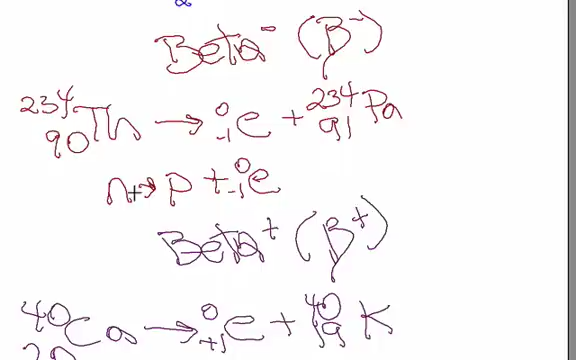 α
Beta⁻ (β⁻)
²³⁴₉₀Th → ⁰₋₁e + ²³⁴₉₁Pa
n → p + ⁰₋₁e
Beta⁺ (β⁺)
⁴⁰₂₀Ca → ⁰₊₁e + ⁴⁰₁₉K